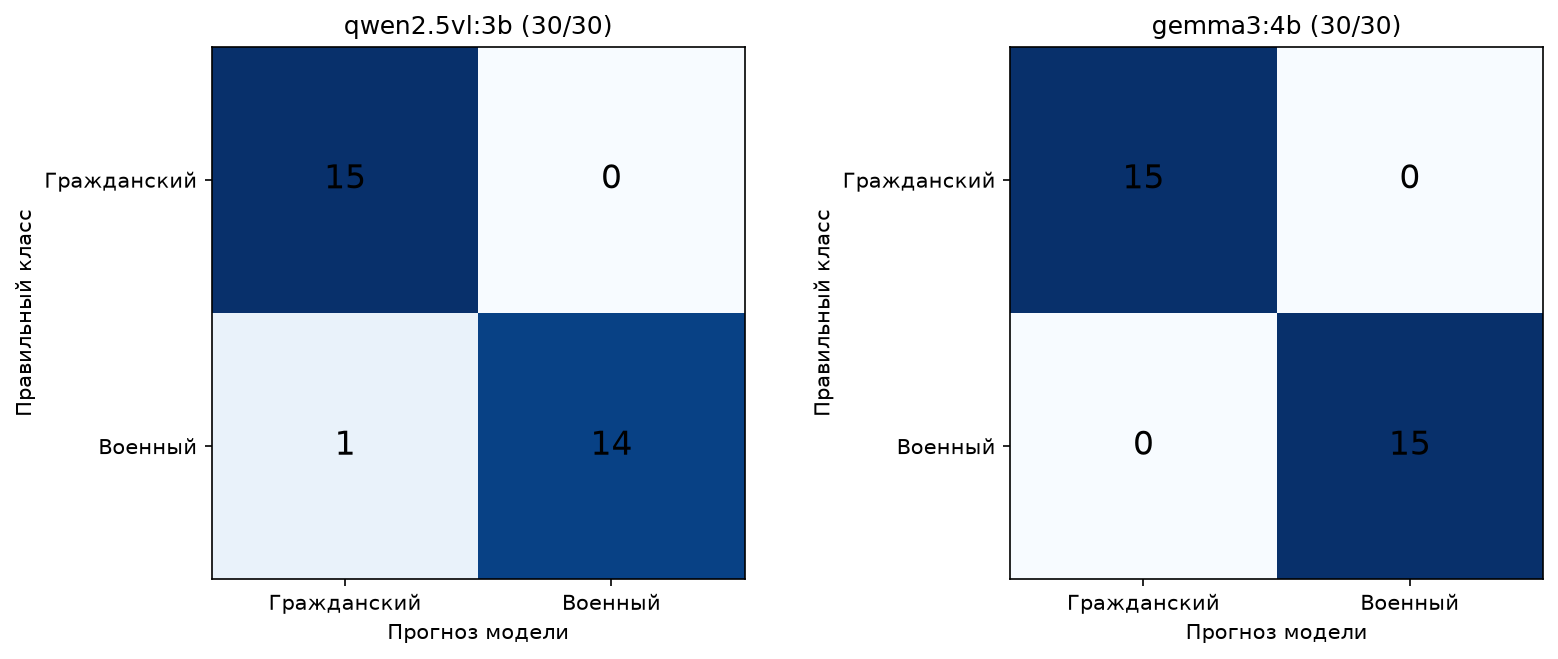 qwen2.5vl:3b (30/30)
Правильный класс
Гражданский
15
0
Военный
1
14
Гражданский
Военный
Прогноз модели
gemma3:4b (30/30)
Правильный класс
Гражданский
15
0
Военный
0
15
Гражданский
Военный
Прогноз модели